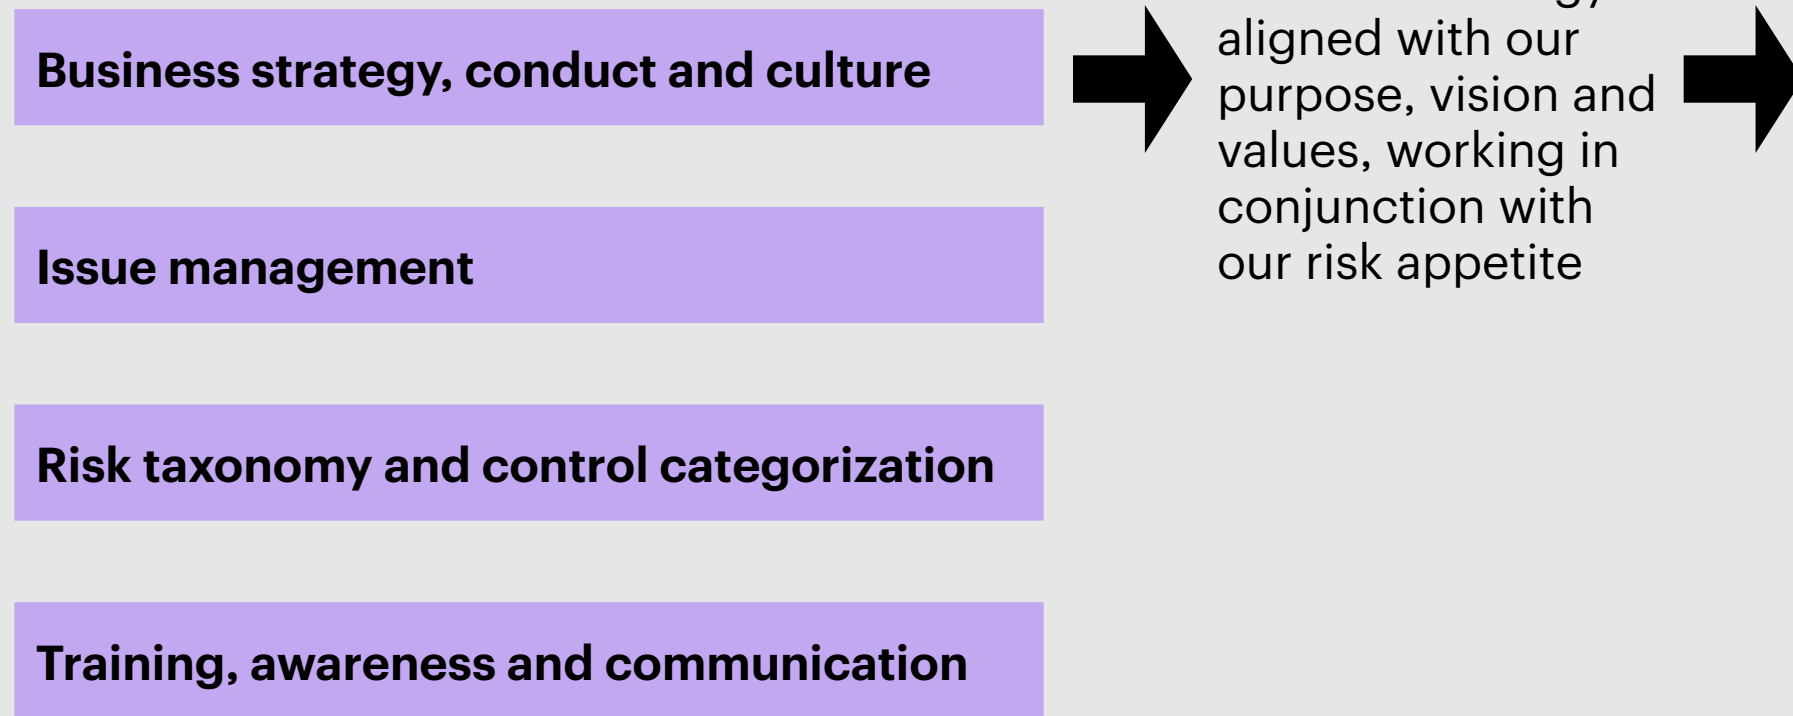 Business strategy, conduct and culture
Issue management
Risk taxonomy and control categorization
Training, awareness and communication
aligned with our
purpose, vision and
values, working in
conjunction with
our risk appetite